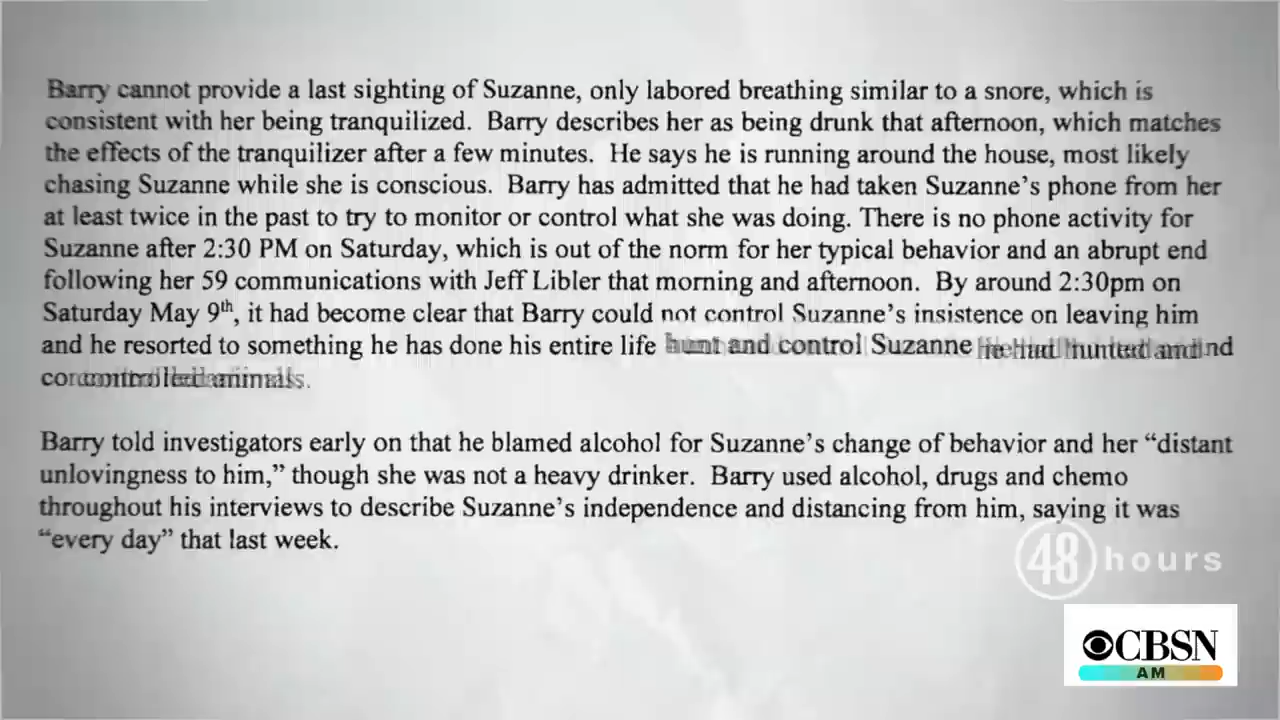 Barry cannot provide a last sighting of Suzanne, only labored breathing similar to a snore, which is
consistent with her being tranquilized. Barry describes her as being drunk that afternoon, which matches
the effects of the tranquilizer after a few minutes. He says he is running around the house, most likely
chasing Suzanne while she is conscious. Barry has admitted that he had taken Suzanne’s phone from her
at least twice in the past to try to monitor or control what she was doing. There is no phone activity for
Suzanne after 2:30 PM on Saturday, which is out of the norm for her typical behavior and an abrupt end
following her 59 communications with Jeff Libler that morning and afternoon. By around 2:30pm on
Saturday May 9th, it had become clear that Barry could not control Suzanne’s insistence on leaving him
and he resorted to something he has done his entire life hunt and control Suzanne he had hunted and
controlled animals.
Barry told investigators early on that he blamed alcohol for Suzanne’s change of behavior and her “distant
unlovingness to him,” though she was not a heavy drinker. Barry used alcohol, drugs and chemo
throughout his interviews to describe Suzanne’s independence and distancing from him, saying it was
“every day” that last week.
48 hours
CBSN
AM